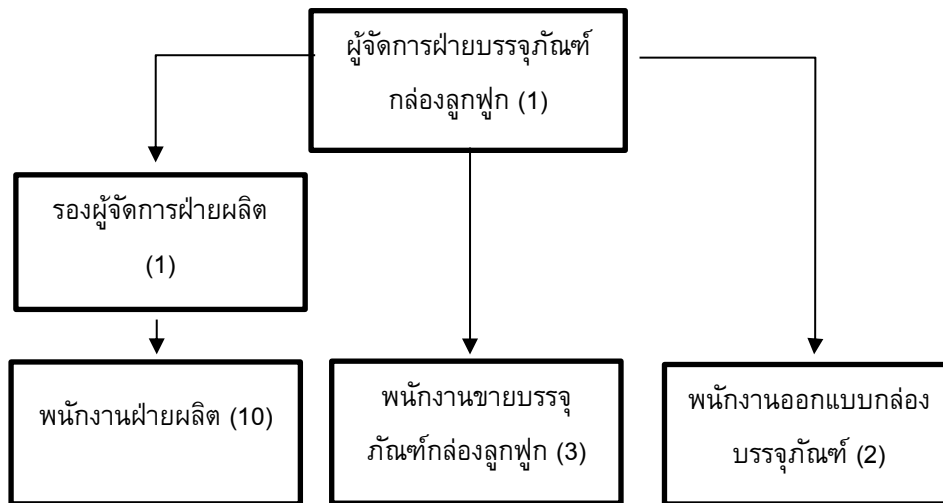 ผู้จัดการฝ่ายบรรจุภัณฑ์
กล่องลูกฟูก (1)
รองผู้จัดการฝ่ายผลิต
(1)
พนักงานฝ่ายผลิต (10)
พนักงานขายบรรจุ
ภัณฑ์กล่องลูกฟูก (3)
พนักงานออกแบบกล่อง
บรรจุภัณฑ์ (2)